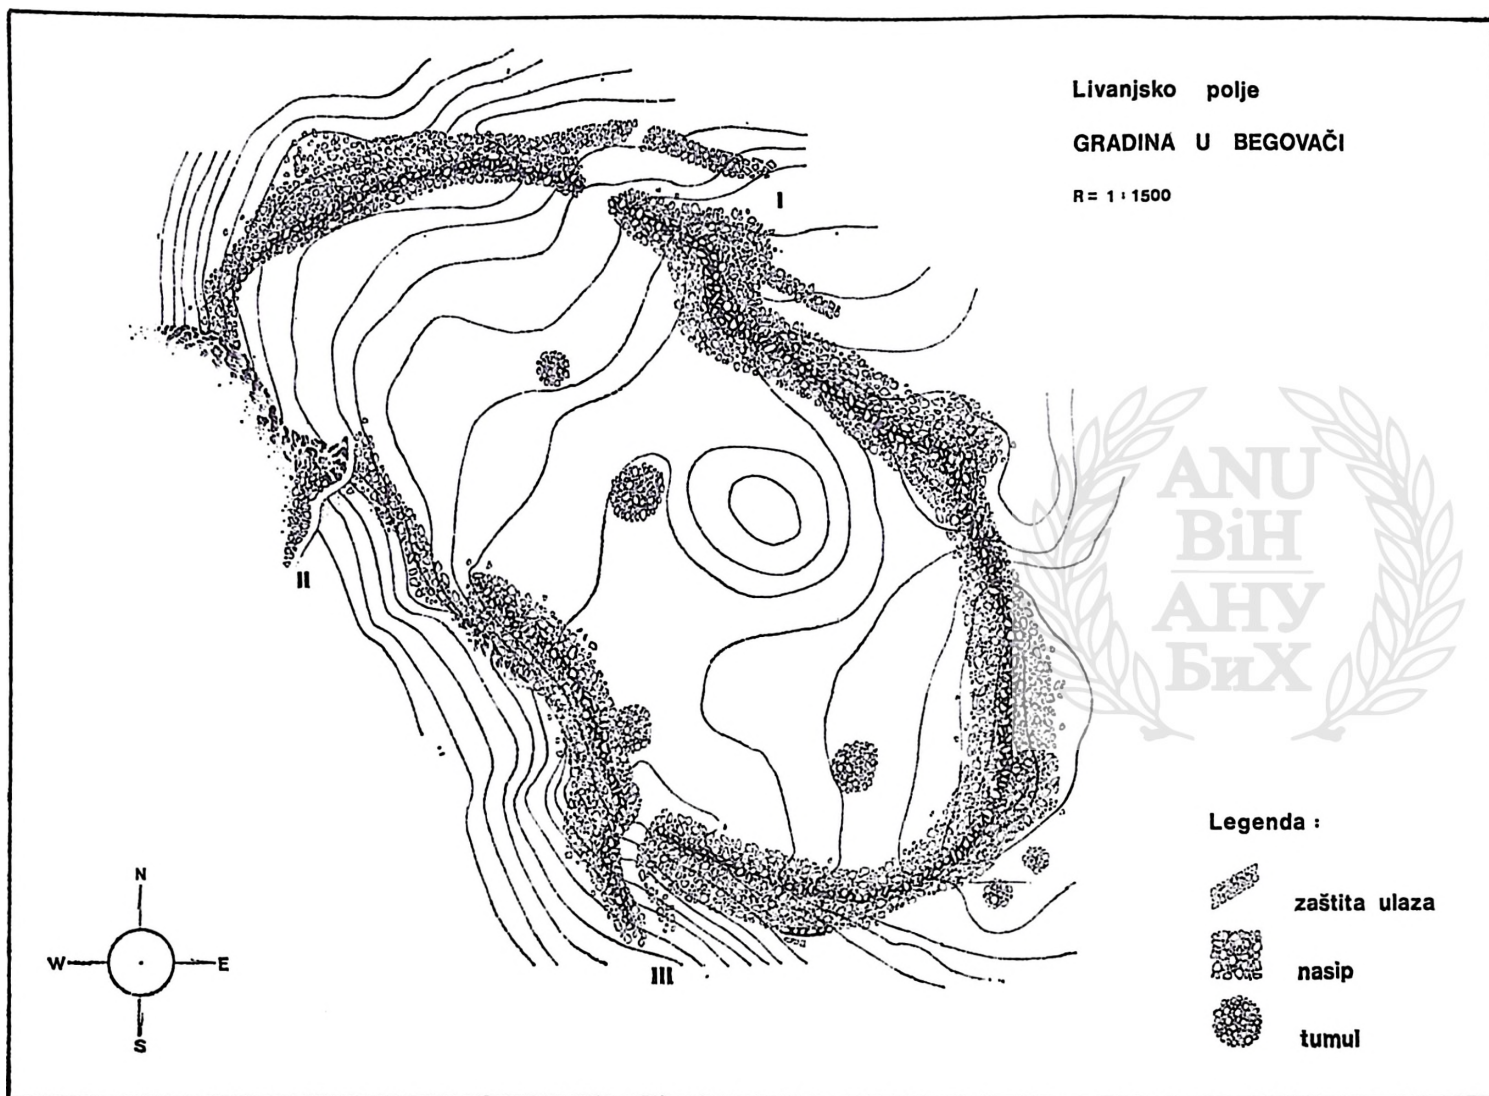 Livanjsko polje
GRADINA U BEGOVAČI
R = 1 : 1500
I
II
III
N
W E
S
ANU
BiH
АНУ
БиХ
Legenda :
zaštita ulaza
nasip
tumul